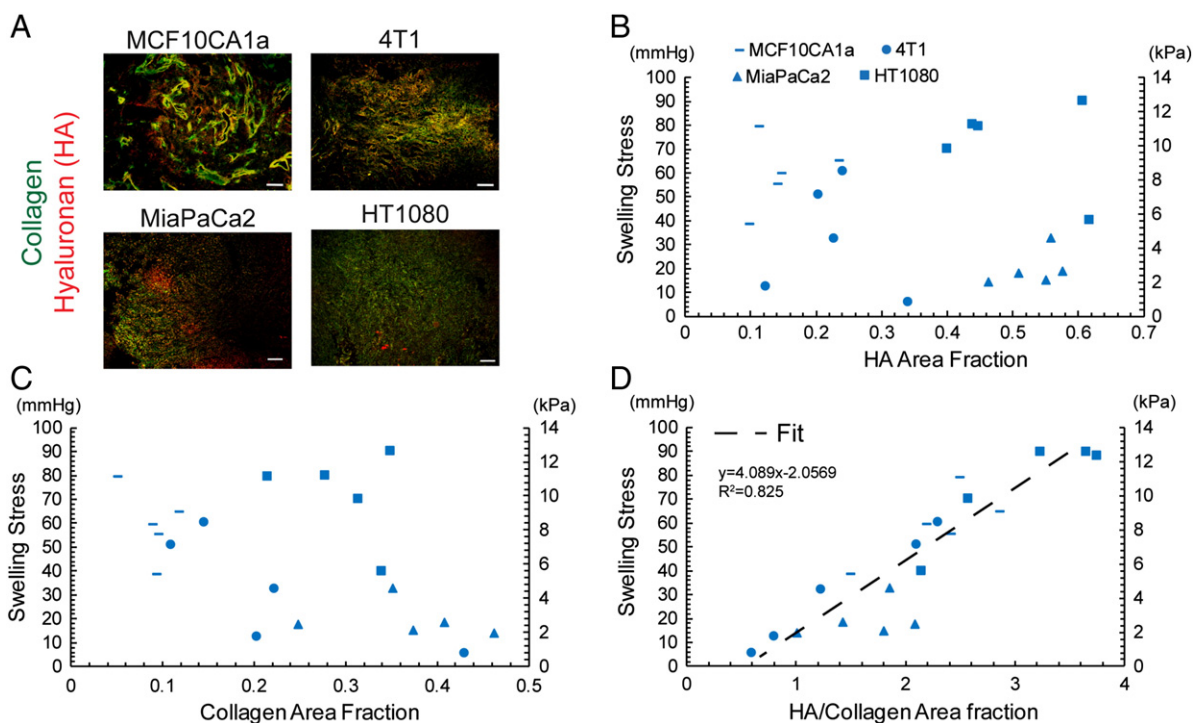 A
Collagen
Hyaluronan (HA)
MCF10CA1a
4T1
MiaPaCa2
HT1080
B
(mmHg)
(kPa)
MCF10CA1a
4T1
MiaPaCa2
HT1080
Swelling Stress
100
90
80
70
60
50
40
30
20
10
0
14
12
10
8
6
4
2
0
0 0.1 0.2 0.3 0.4 0.5 0.6 0.7
HA Area Fraction
C
(mmHg)
(kPa)
Swelling Stress
100
90
80
70
60
50
40
30
20
10
0
14
12
10
8
6
4
2
0
0 0.1 0.2 0.3 0.4 0.5
Collagen Area Fraction
D
(mmHg)
(kPa)
Fit
y=4.089x-2.0569
R²=0.825
Swelling Stress
100
90
80
70
60
50
40
30
20
10
0
14
12
10
8
6
4
2
0
0 1 2 3 4
HA/Collagen Area fraction